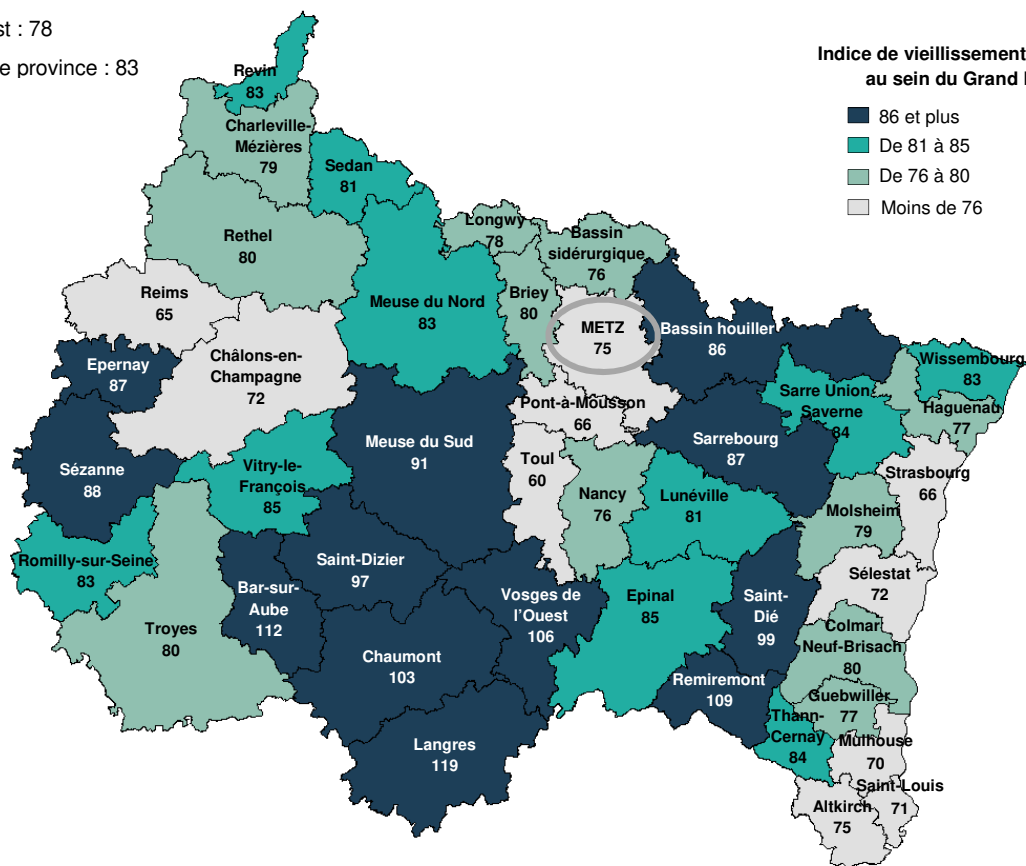 st : 78
e province : 83
Indice de vieillissement
au sein du Grand
86 et plus
De 81 à 85
De 76 à 80
Moins de 76
Revin
83
Charleville-
Mézières
79
Sedan
81
Rethel
80
Longwy
78
Bassin
sidérurgique
76
Reims
65
Meuse du Nord
83
Briey
80
METZ
75
Bassin houiller
86
Epernay
87
Châlons-en-
Champagne
72
Wissembourg
83
Sarre Union
Saverne
84
Haguenau
77
Pont-à-Mousson
66
Meuse du Sud
91
Sarrebourg
87
Sézanne
88
Vitry-le-
François
85
Toul
60
Nancy
76
Lunéville
81
Strasbourg
66
Molsheim
79
Romilly-sur-Seine
83
Saint-Dizier
97
Bar-sur-
Aube
112
Vosges de
l'Ouest
106
Epinal
85
Saint-
Dié
99
Sélestat
72
Troyes
80
Chaumont
103
Colmar
Neuf-Brisach
80
Remiremont
109
Guebwiller
77
Thann-
Cernay
84
Langres
119
Mulhouse
70
Saint-Louis
71
Altkirch
75